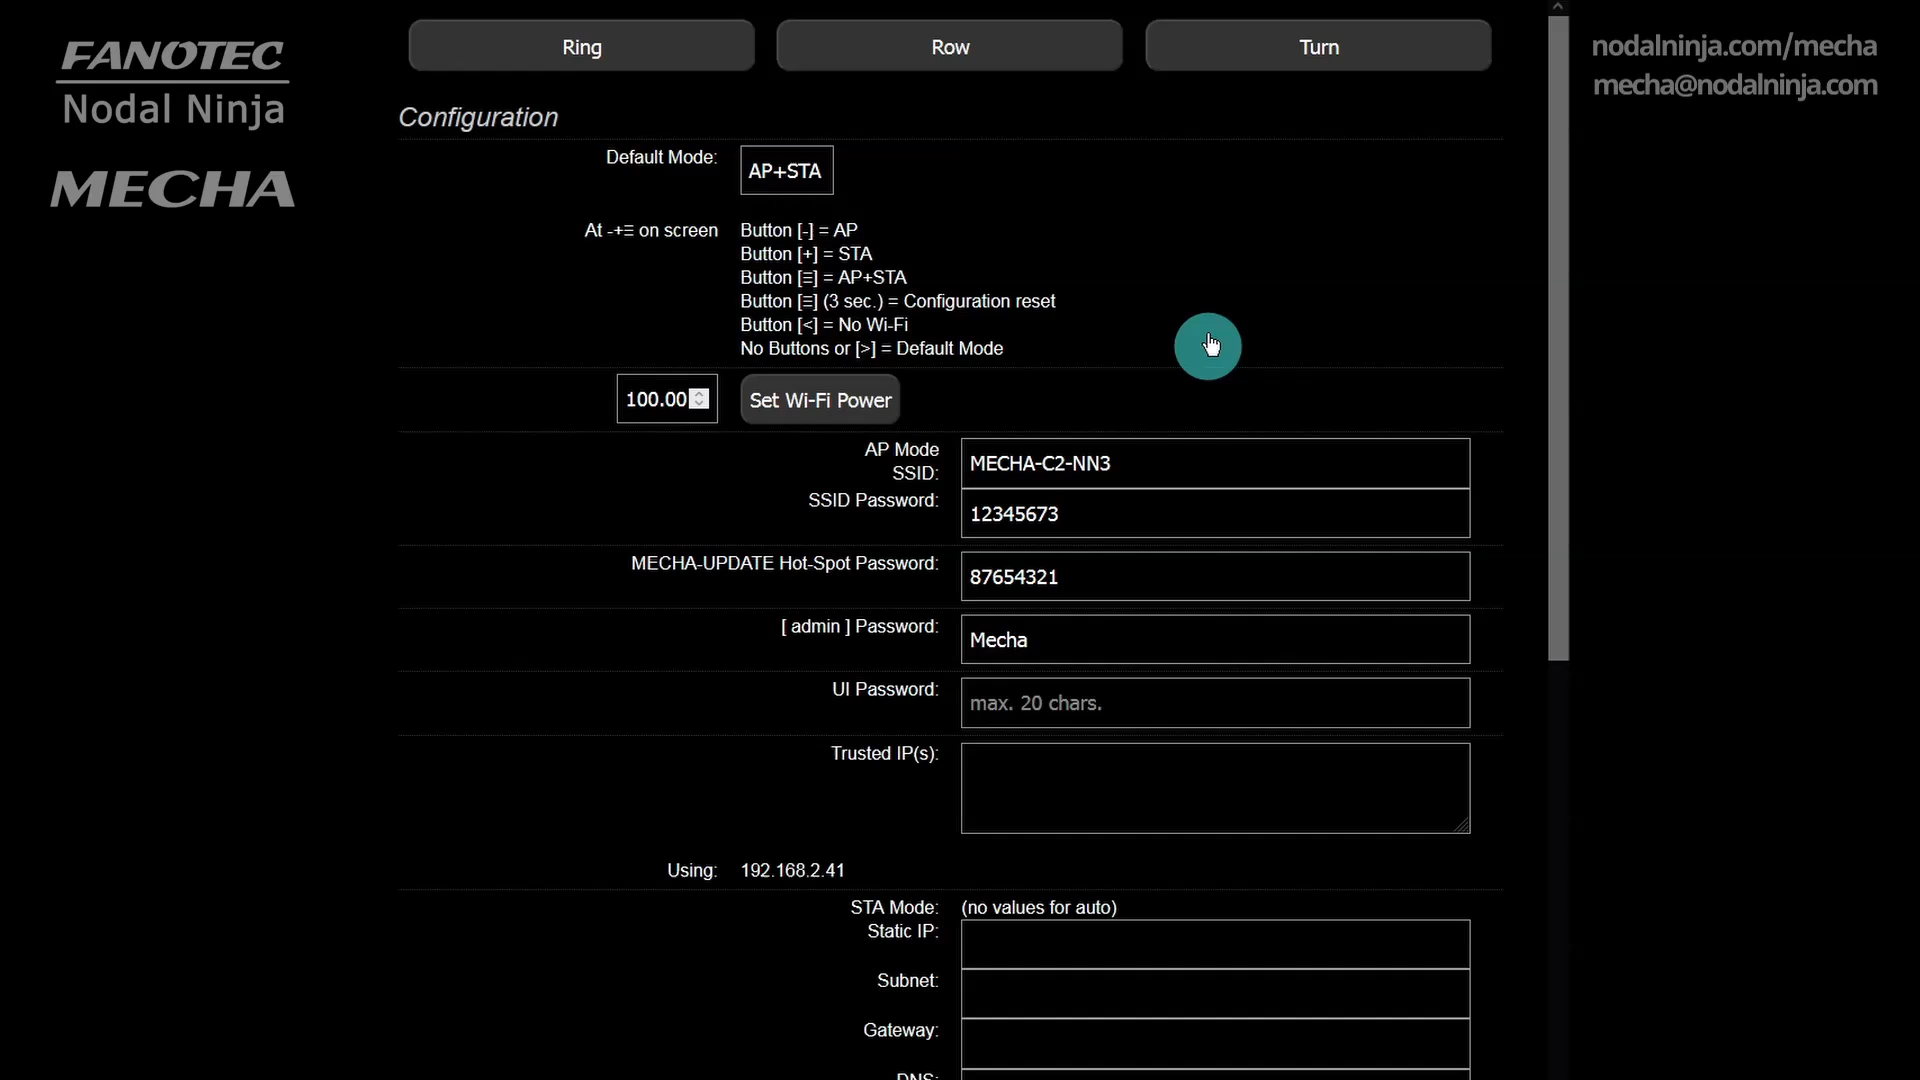 FANOTEC
Nodal Ninja
MECHA
Ring
Row
Turn
nodalninja.com/mecha
mecha@nodalninja.com
Configuration
Default Mode: AP+STA
At -+≡ on screen Button [-] = AP
Button [+] = STA
Button [≡] = AP+STA
Button [≡] (3 sec.) = Configuration reset
Button [<] = No Wi-Fi
No Buttons or [>] = Default Mode
100.00 Set Wi-Fi Power
AP Mode
SSID: MECHA-C2-NN3
SSID Password: 12345673
MECHA-UPDATE Hot-Spot Password: 87654321
[ admin ] Password: Mecha
UI Password: max. 20 chars.
Trusted IP(s):
Using: 192.168.2.41
STA Mode: (no values for auto)
Static IP:
Subnet:
Gateway:
DNS: